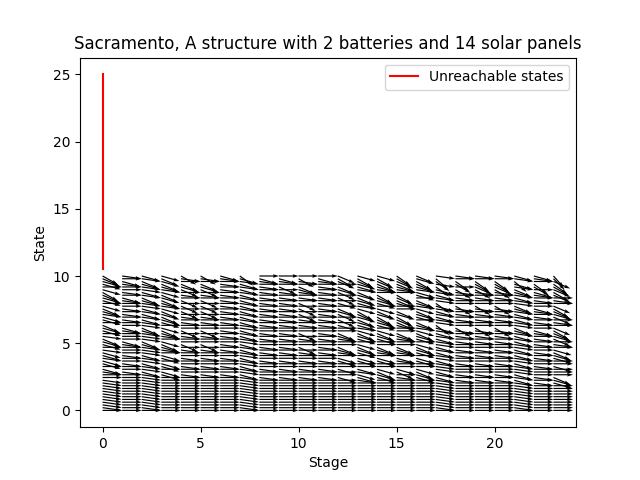 Sacramento, A structure with 2 batteries and 14 solar panels
Unreachable states
25
20
15
10
5
0
State
0 5 10 15 20
Stage